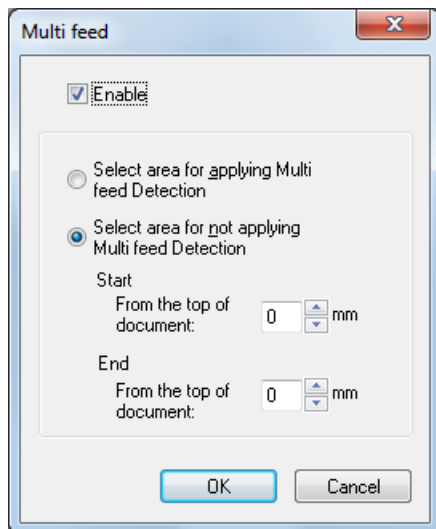 Multi feed
Enable
Select area for applying Multi
feed Detection
Select area for not applying
Multi feed Detection
Start
From the top of
document:
0
mm
End
From the top of
document:
0
mm
OK
Cancel